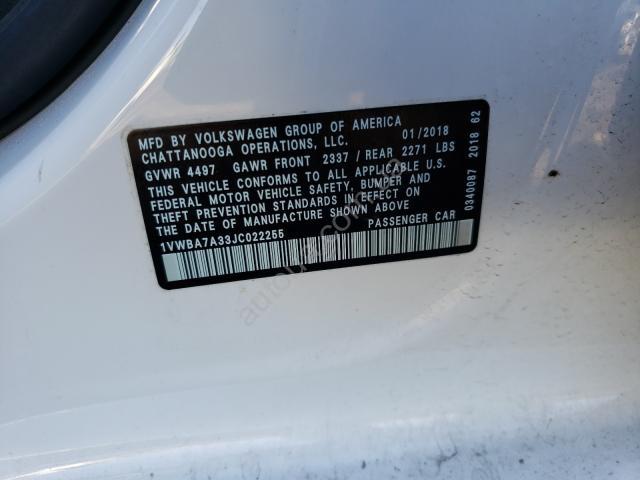 MFD BY VOLKSWAGEN GROUP OF AMERICA
CHATTANOOGA OPERATIONS, LLC. 01/2018
GVWR 4497 GAWR FRONT 2337 / REAR 2271 LBS
THIS VEHICLE CONFORMS TO ALL APPLICABLE U.S.
FEDERAL MOTOR VEHICLE SAFETY, BUMPER AND
THEFT PREVENTION STANDARDS IN EFFECT ON
THE DATE OF MANUFACTURE SHOWN ABOVE
1VWBA7A33JC022255 PASSENGER CAR
0340087 2018 62